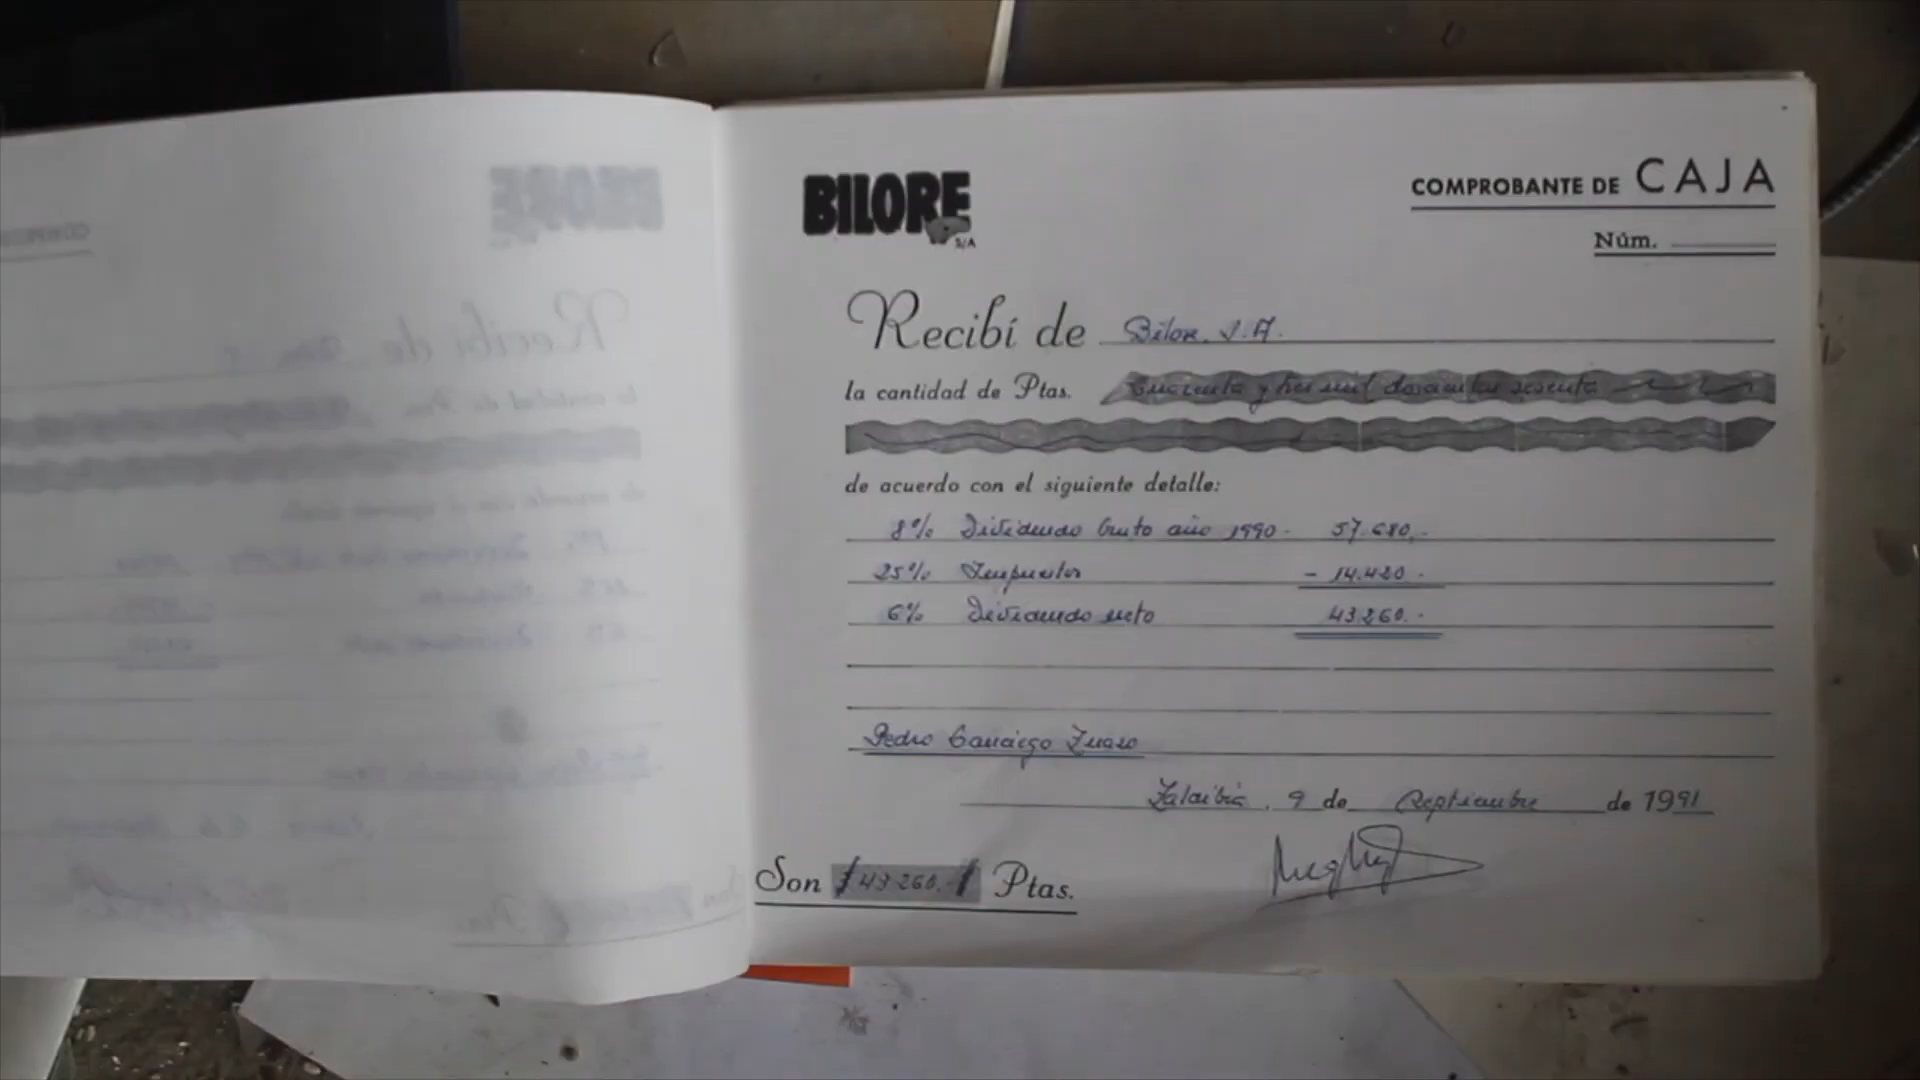 BILORE S/A
COMPROBANTE DE CAJA
Núm.
Recibí de Bilore, S.A.
la cantidad de Ptas. Cuarenta y tres mil doscientas sesenta
de acuerdo con el siguiente detalle:
8% Dividendo bruto año 1990- 57.680,-
25% Impuestos - 14.420.-
6% Dividendo neto 43.260.-
Pedro
Zalaibia, 9 de Septiembre de 1991
Son 43.260.- Ptas.